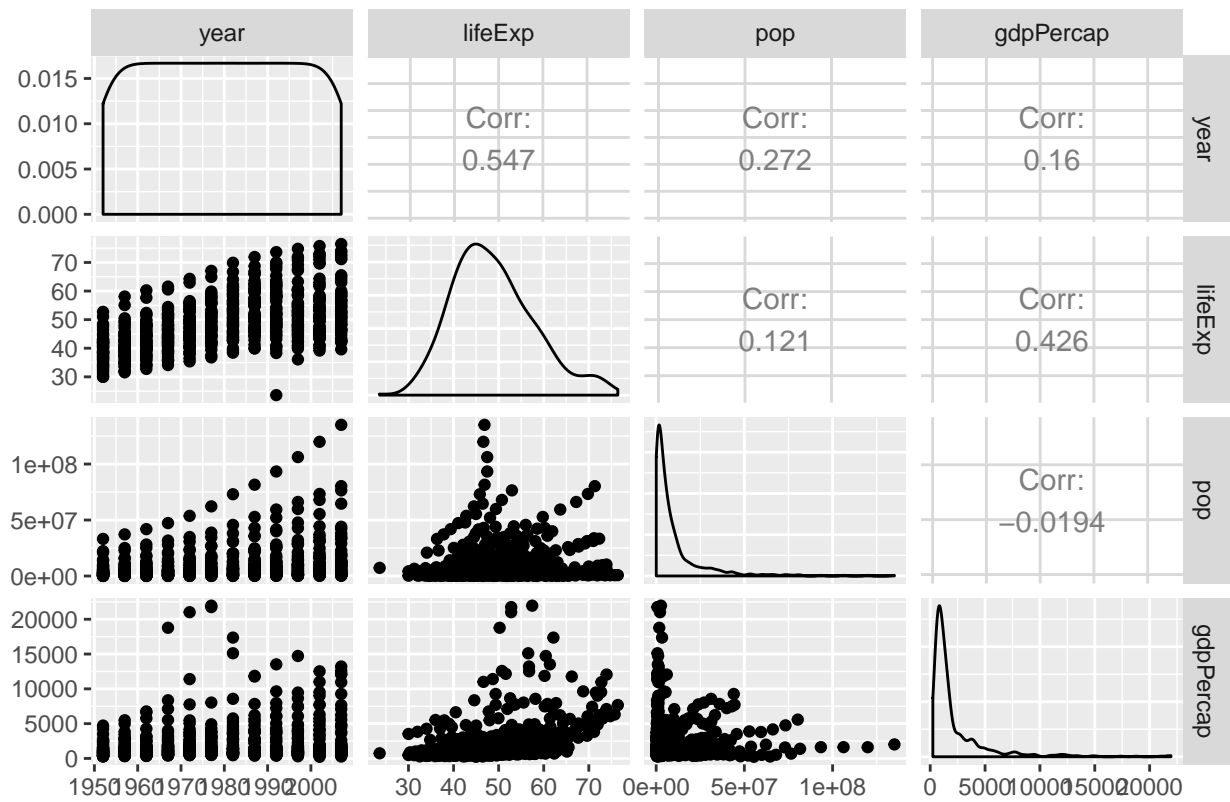 year lifeExp pop gdpPercap
0.015
0.010
0.005
0.000
Corr:
0.547
Corr:
0.272
Corr:
0.16
year
70
60
50
40
30
Corr:
0.121
Corr:
0.426
lifeExp
1e+08
5e+07
0e+00
Corr:
−0.0194
pop
20000
15000
10000
5000
0
gdpPercap
1950 1960 1970 1980 1990 2000 30 40 50 60 70 0e+00 5e+07 1e+08 0 5000 10000 15000 20000